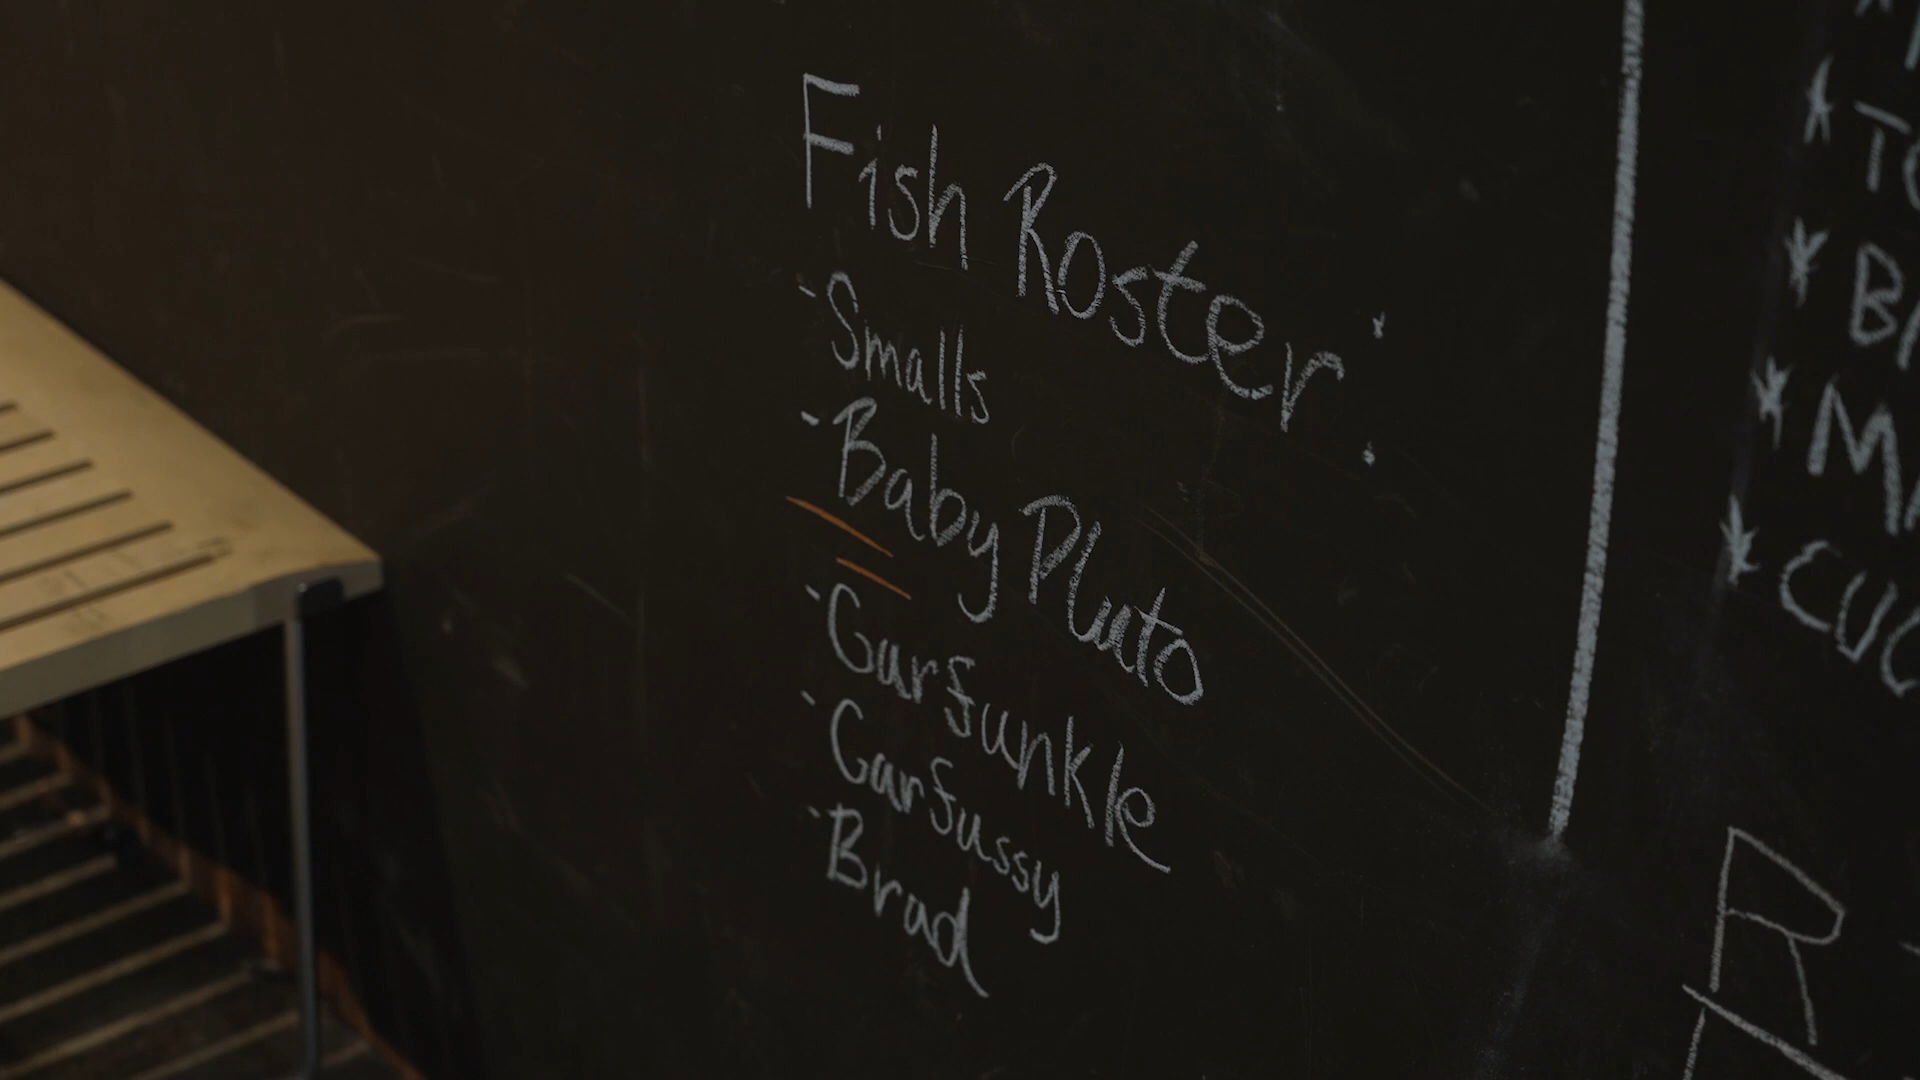 Fish Roster:
- Smalls
- Baby Pluto
- Garfunkle
- Garfussy
- Brad